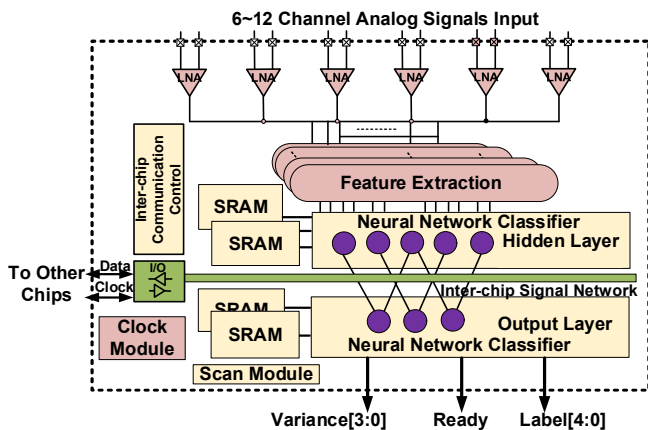 6~12 Channel Analog Signals Input
LNA LNA LNA LNA LNA LNA
Inter-chip
Communication
Control
Feature Extraction
SRAM
SRAM
Neural Network Classifier
Hidden Layer
To Other
Chips
Data
Clock
I/O
Inter-chip Signal Network
SRAM
SRAM
Output Layer
Neural Network Classifier
Clock
Module
Scan Module
Variance[3:0]
Ready
Label[4:0]